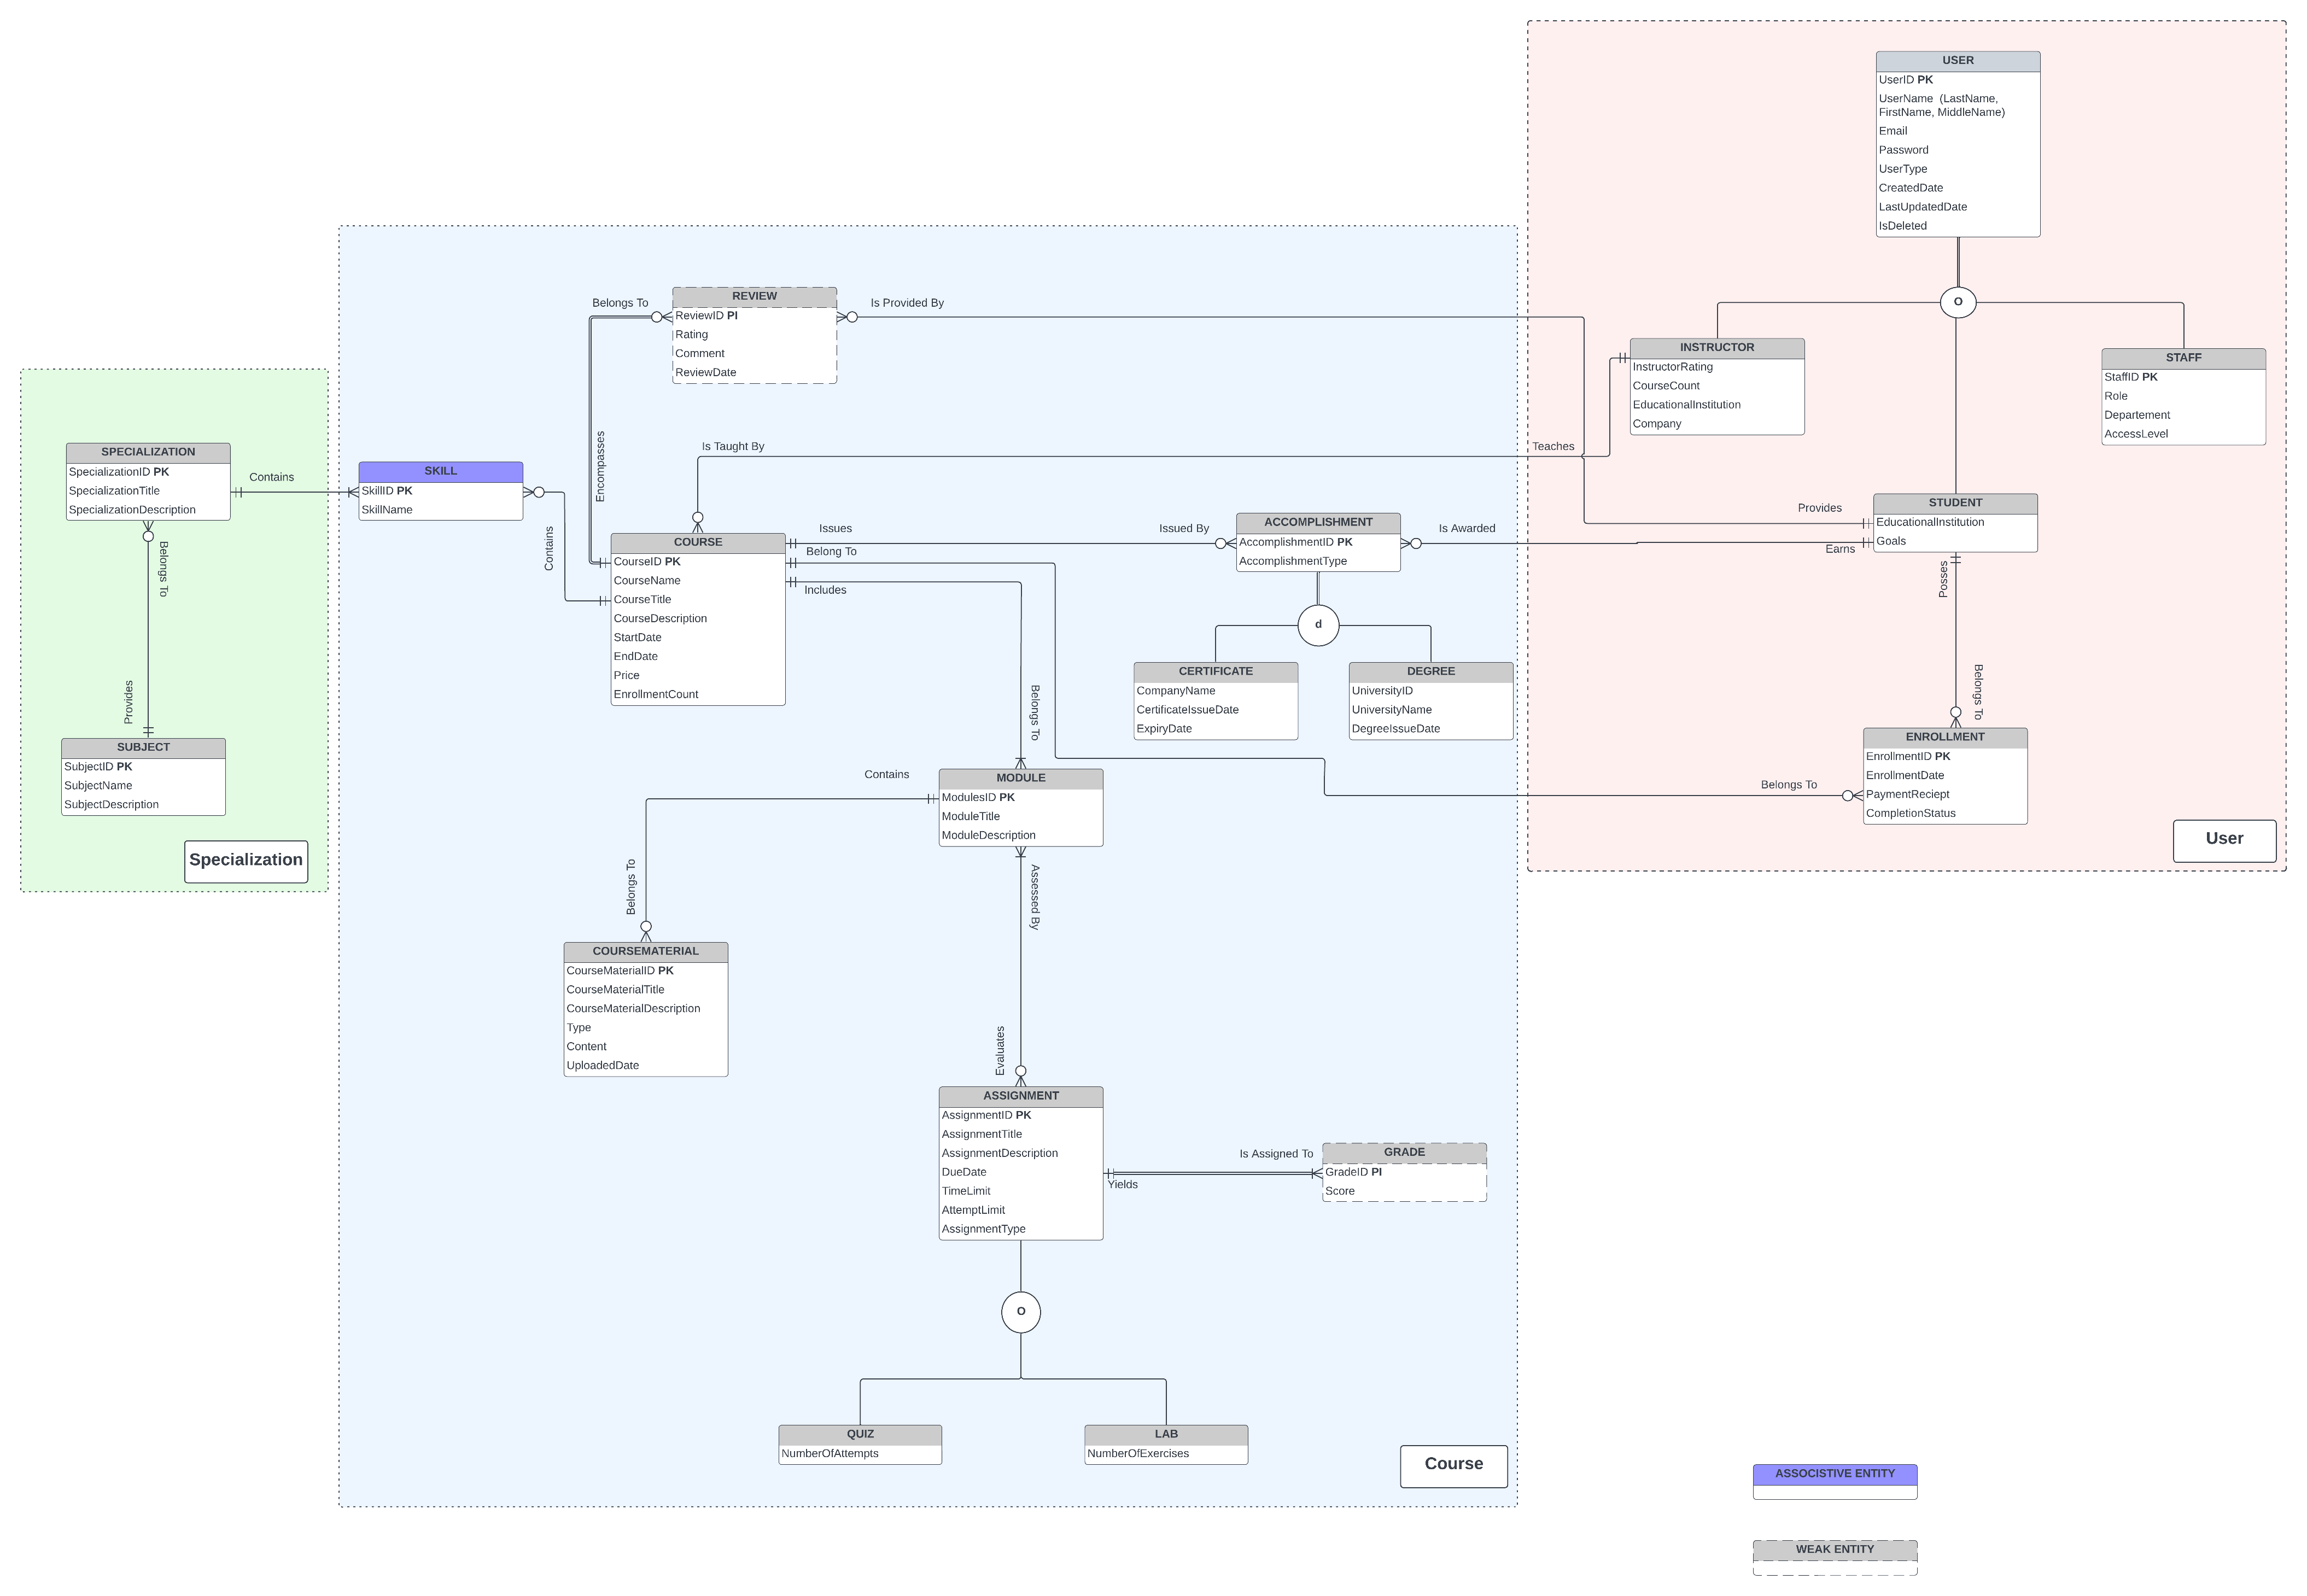 USER
UserID PK
UserName  (LastName,
FirstName, MiddleName)
Email
Password
UserType
CreatedDate
LastUpdatedDate
IsDeleted
O
INSTRUCTOR
InstructorRating
CourseCount
EducationalInstitution
Company
STAFF
StaffID PK
Role
Departement
AccessLevel
Teaches
Provides
STUDENT
EducationalInstitution
Goals
Earns
Posses
Belongs To
ENROLLMENT
EnrollmentID PK
EnrollmentDate
PaymentReciept
CompletionStatus
Belongs To
User
Belongs To
REVIEW
ReviewID PI
Rating
Comment
ReviewDate
Is Provided By
Encompasses
Is Taught By
SPECIALIZATION
SpecializationID PK
SpecializationTitle
SpecializationDescription
Contains
Belongs To
Provides
SUBJECT
SubjectID PK
SubjectName
SubjectDescription
Specialization
SKILL
SkillID PK
SkillName
Contains
COURSE
CourseID PK
CourseName
CourseTitle
CourseDescription
StartDate
EndDate
Price
EnrollmentCount
Issues
Belong To
Includes
Issued By
ACCOMPLISHMENT
AccomplishmentID PK
AccomplishmentType
Is Awarded
d
CERTIFICATE
CompanyName
CertificateIssueDate
ExpiryDate
DEGREE
UniversityID
UniversityName
DegreeIssueDate
Belongs To
Contains
MODULE
ModulesID PK
ModuleTitle
ModuleDescription
Belongs To
Assessed By
COURSEMATERIAL
CourseMaterialID PK
CourseMaterialTitle
CourseMaterialDescription
Type
Content
UploadedDate
Evaluates
ASSIGNMENT
AssignmentID PK
AssignmentTitle
AssignmentDescription
DueDate
TimeLimit
AttemptLimit
AssignmentType
Is Assigned To
Yields
GRADE
GradeID PI
Score
O
QUIZ
NumberOfAttempts
LAB
NumberOfExercises
Course
ASSOCISTIVE ENTITY
WEAK ENTITY